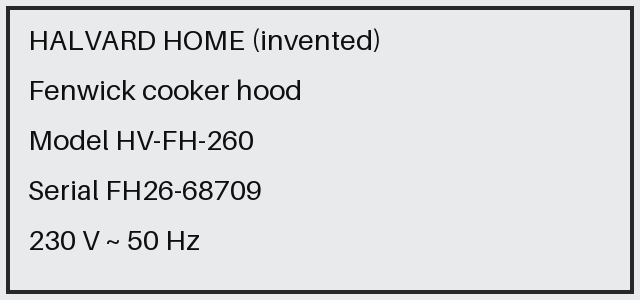 HALVARD HOME (invented)
Fenwick cooker hood
Model HV-FH-260
Serial FH26-68709
230 V ~ 50 Hz